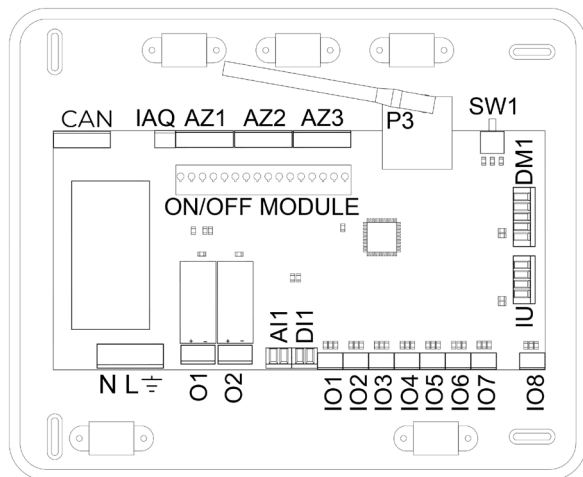 CAN IAQ AZ1 AZ2 AZ3 P3 SW1
DM1
ON/OFF MODULE
IU
AI1 DI1
N L O1 O2 IO1 IO2 IO3 IO4 IO5 IO6 IO7 IO8